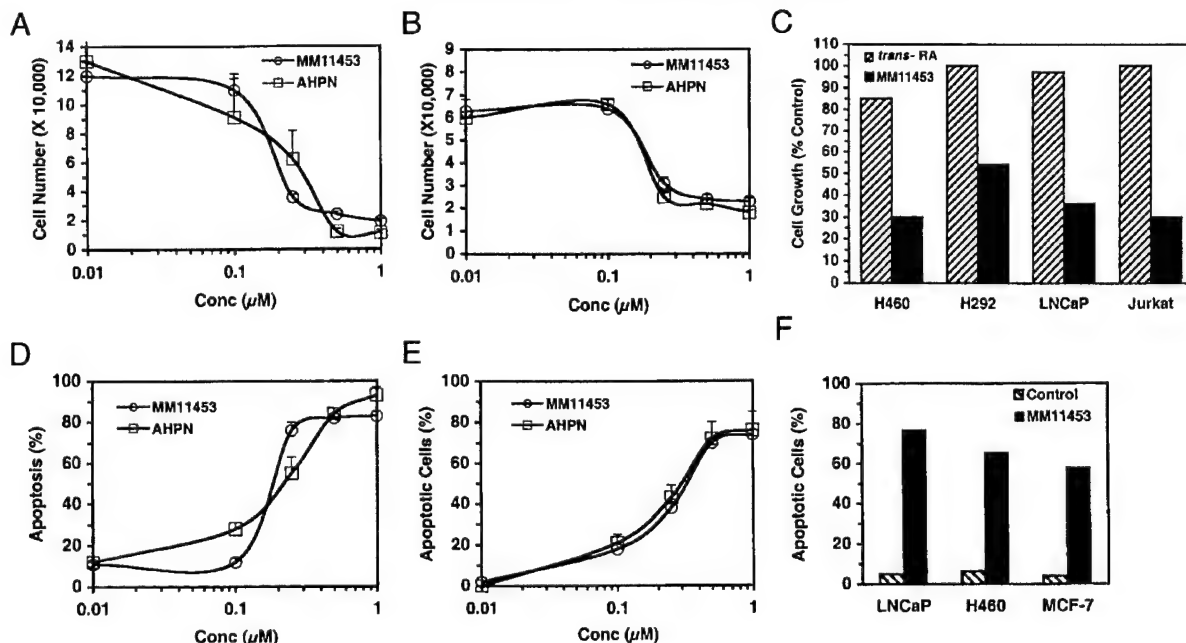 A
Cell Number (X 10,000)
14
12
10
8
6
4
2
0
MM11453
AHPN
0.01
0.1
1
Conc (µM)
B
Cell Number (X10,000)
9
8
7
6
5
4
3
2
1
0
MM11453
AHPN
0.01
0.1
1
Conc (µM)
C
Cell Growth (% Control)
110
100
90
80
70
60
50
40
30
20
10
0
trans- RA
MM11453
H460
H292
LNCaP
Jurkat
D
Apoptosis (%)
100
80
60
40
20
0
MM11453
AHPN
0.01
0.1
1
Conc (µM)
E
Apoptotic Cells (%)
100
80
60
40
20
0
MM11453
AHPN
0.01
0.1
1
Conc (µM)
F
Apoptotic Cells (%)
100
80
60
40
20
0
Control
MM11453
LNCaP
H460
MCF-7